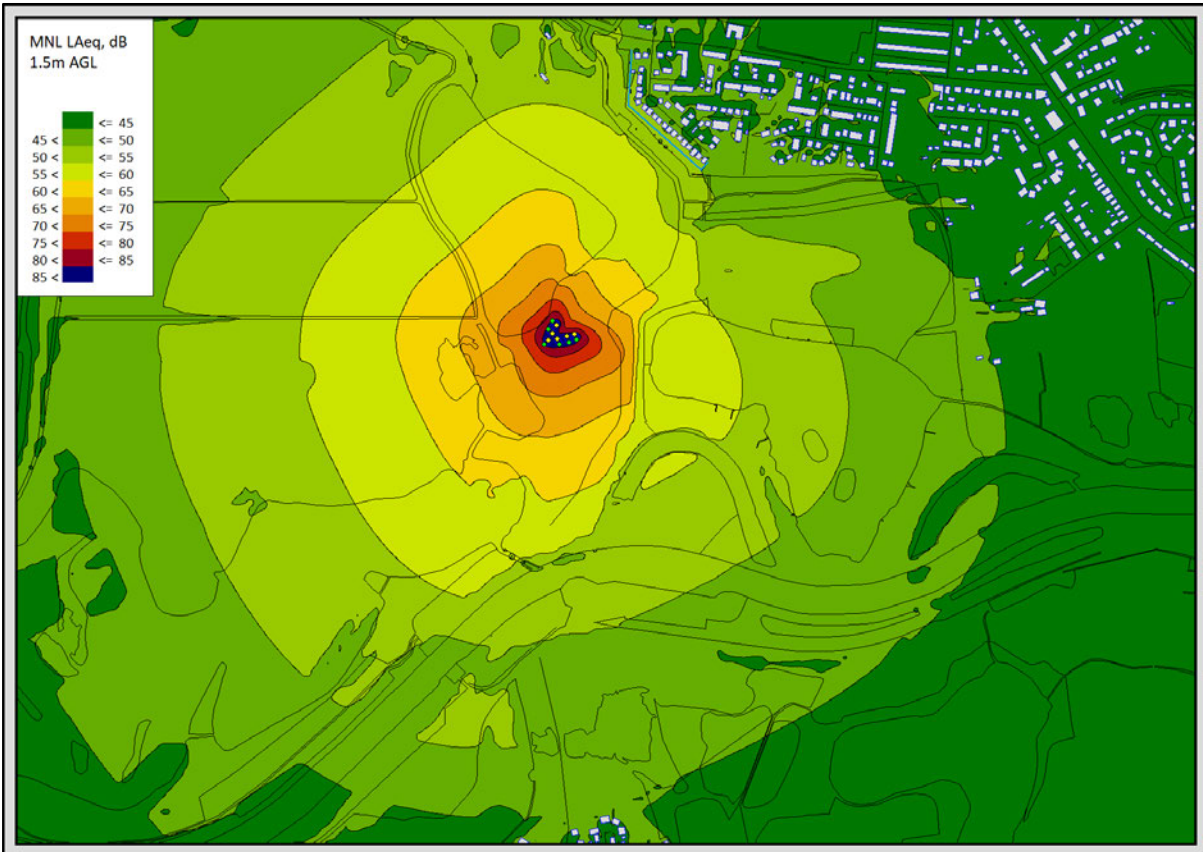 MNL LAeq, dB
1.5m AGL
<= 45
45 < <= 50
50 < <= 55
55 < <= 60
60 < <= 65
65 < <= 70
70 < <= 75
75 < <= 80
80 < <= 85
85 <